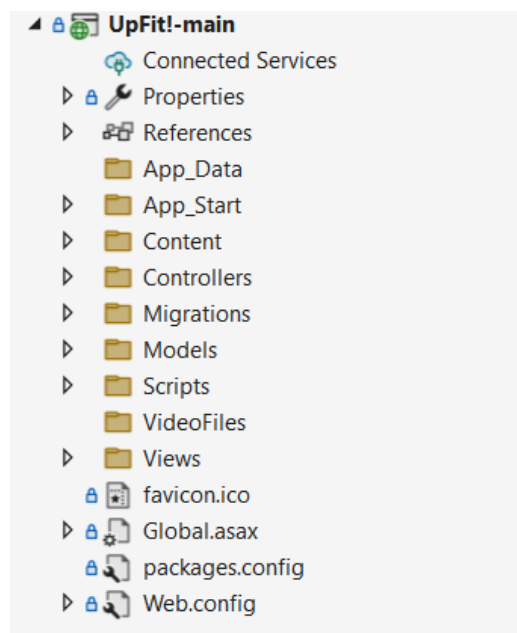 UpFit!-main
Connected Services
Properties
References
App_Data
App_Start
Content
Controllers
Migrations
Models
Scripts
VideoFiles
Views
favicon.ico
Global.asax
packages.config
Web.config